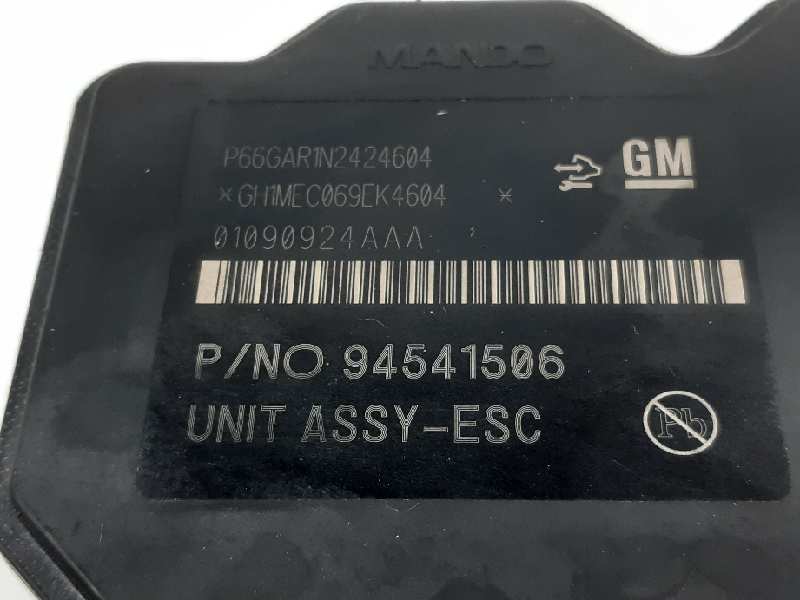 MANDO
P66GAR1N2424604
*GH1MEC069EK4604 *
GM
01090924AAA
P/NO 94541506
UNIT ASSY-ESC
Pb